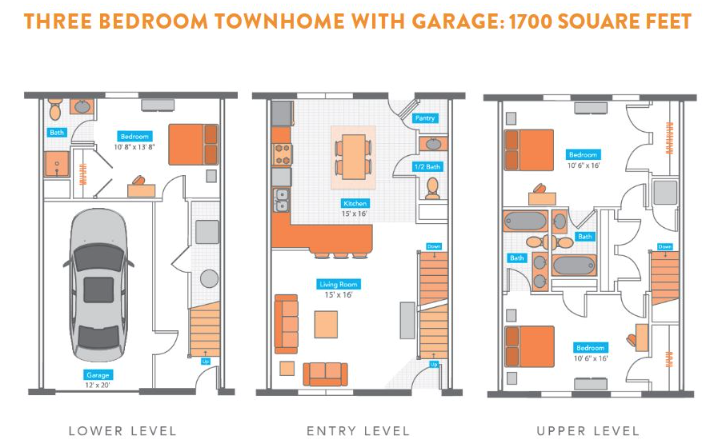 THREE BEDROOM TOWNHOME WITH GARAGE: 1700 SQUARE FEET
Bath
Bedroom
10' 8" x 13' 8"
Garage
12' x 20'
Up
LOWER LEVEL
Pantry
1/2 Bath
Kitchen
15' x 16'
Down
Living Room
15' x 16'
Up
ENTRY LEVEL
Bedroom
10' 6" x 16'
Bath
Bath
Down
Bedroom
10' 6" x 16'
UPPER LEVEL